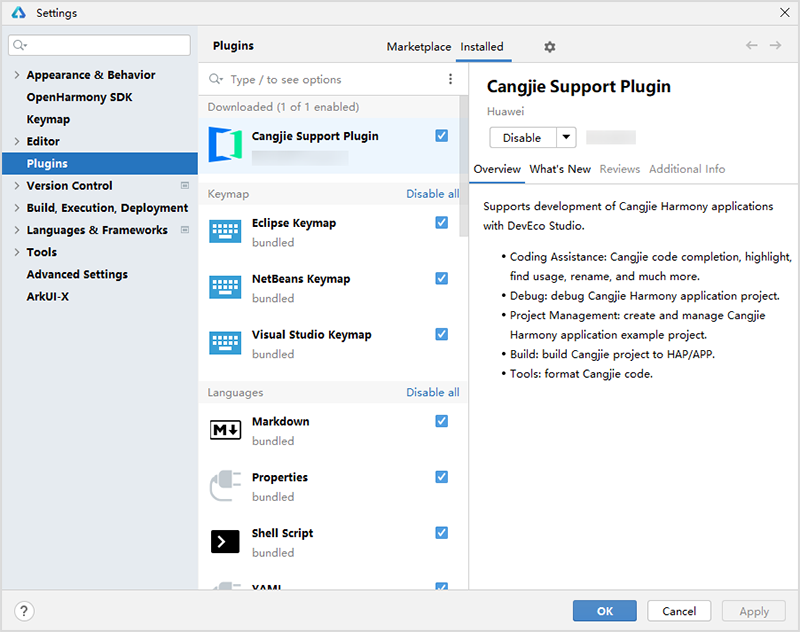 Settings
Plugins
Marketplace
Installed
Appearance & Behavior
OpenHarmony SDK
Keymap
Editor
Plugins
Version Control
Build, Execution, Deployment
Languages & Frameworks
Tools
Advanced Settings
ArkUI-X
Type / to see options
Downloaded (1 of 1 enabled)
Cangjie Support Plugin
Keymap
Disable all
Eclipse Keymap
bundled
NetBeans Keymap
bundled
Visual Studio Keymap
bundled
Languages
Disable all
M
Markdown
bundled
Properties
bundled
Shell Script
bundled
YAML
Cangjie Support Plugin
Huawei
Disable
Overview
What's New
Reviews
Additional Info
Supports development of Cangjie Harmony applications
with DevEco Studio.
• Coding Assistance: Cangjie code completion, highlight,
find usage, rename, and much more.
• Debug: debug Cangjie Harmony application project.
• Project Management: create and manage Cangjie
Harmony application example project.
• Build: build Cangjie project to HAP/APP.
• Tools: format Cangjie code.
?
OK
Cancel
Apply